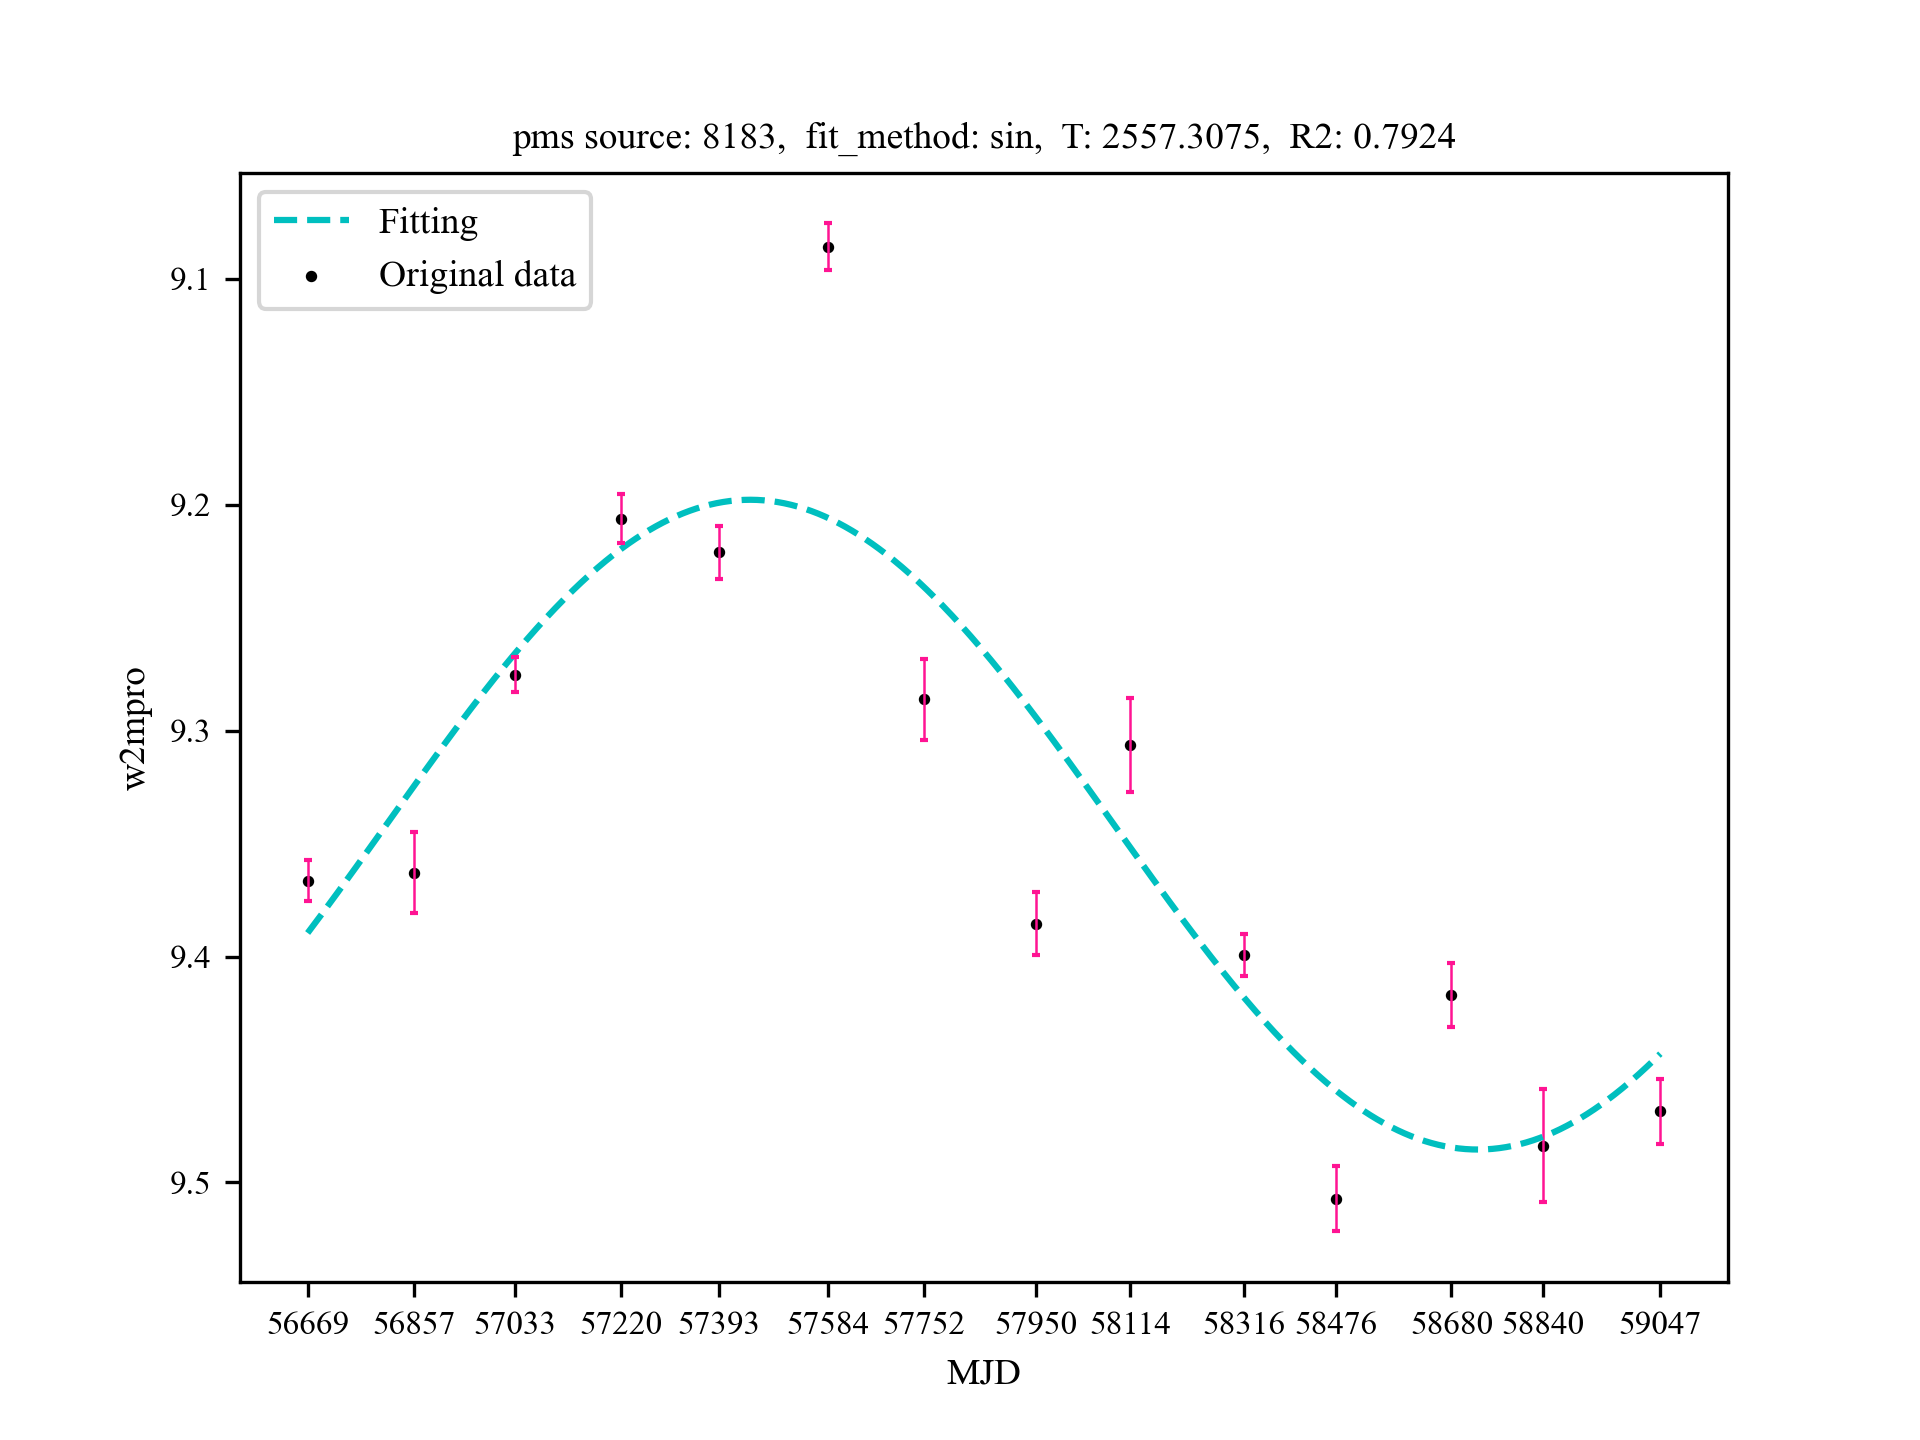 pms source: 8183, fit_method: sin, T: 2557.3075, R2: 0.7924
Fitting
Original data
9.1
9.2
9.3
9.4
9.5
w2mpro
56669 56857 57033 57220 57393 57584 57752 57950 58114 58316 58476 58680 58840 59047
MJD